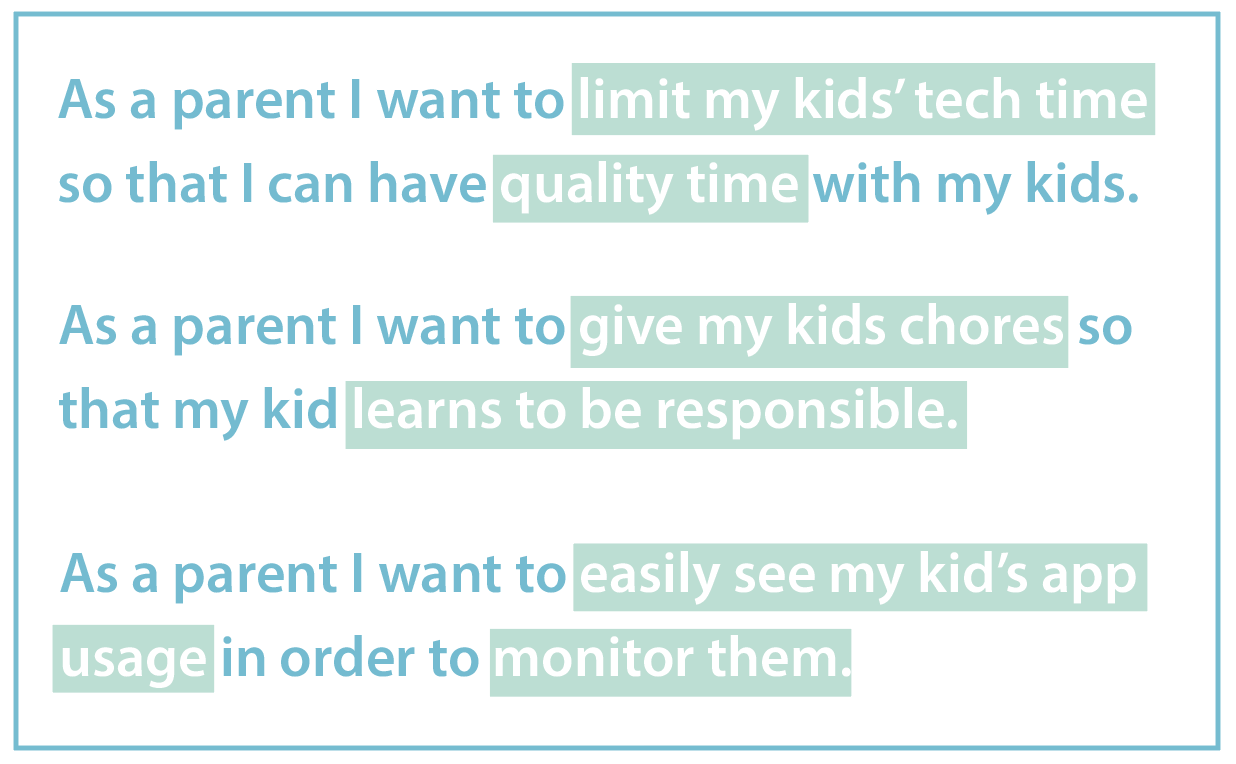 As a parent I want to limit my kids’ tech time
so that I can have quality time with my kids.
As a parent I want to give my kids chores so
that my kid learns to be responsible.
As a parent I want to easily see my kid’s app
usage in order to monitor them.